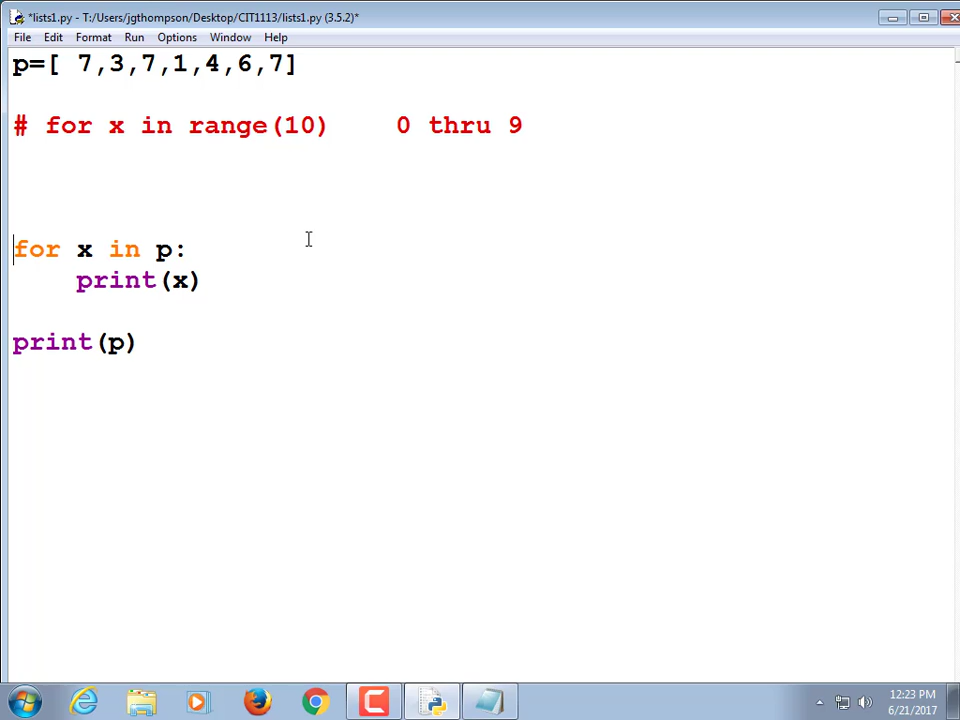 *lists1.py - T:/Users/jgthompson/Desktop/CIT1113/lists1.py (3.5.2)*
File Edit Format Run Options Window Help
p=[ 7,3,7,1,4,6,7]
# for x in range(10)    0 thru 9
for x in p:
    print(x)
print(p)
12:23 PM
6/21/2017